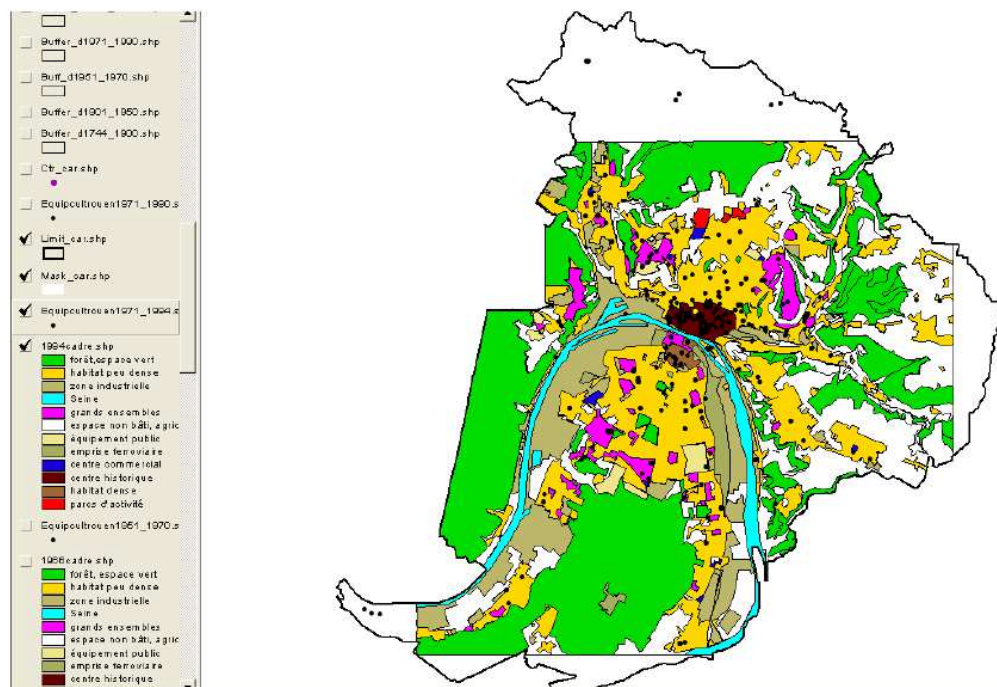 Buffer_d1971_1990.shp
Buff_d1951_1970.shp
Buffer_d1901_1950.shp
Buffer_d1744_1900.shp
Ctr_car.shp
Equipcultrouen1971_1990.s
Limit_car.shp
Mask_car.shp
Equipcultrouen1971_1994.s
1994cadre.shp
forêt,espace vert
habitat peu dense
zone industrielle
Seine
grands ensembles
espace non bâti, agric
équipement public
emprise ferroviaire
centre commercial
centre historique
habitat dense
parcs d'activité
Equipcultrouen1951_1970.s
1966cadre.shp
forêt, espace vert
habitat peu dense
zone industrielle
Seine
grands ensembles
espace non bâti, agric
équipement public
emprise ferroviaire
centre historique